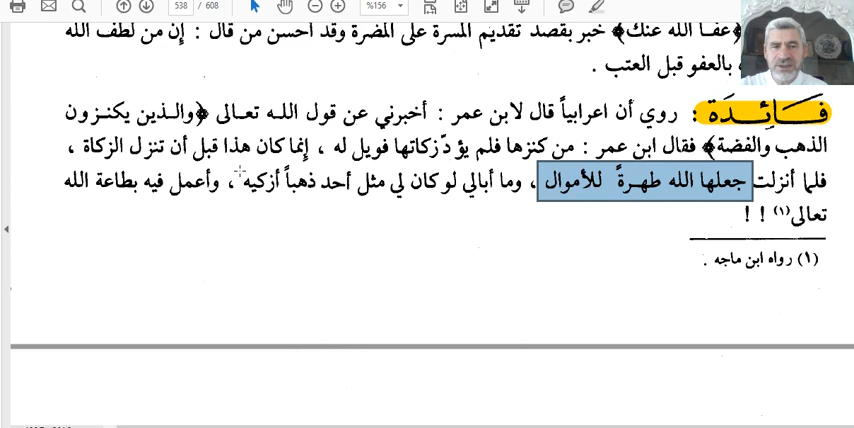 538 / 608
%156
﴿عفا الله عنك﴾ خبر بقصد تقديم المسرة على المضرة وقد أحسن من قال : إن من لطف الله
بالعفو قبل العتب .
فَائِدَة : روي أن اعرابياً قال لابن عمر : أخبرني عن قول الله تعالى ﴿والذين يكنزون
الذهب والفضة﴾ فقال ابن عمر : من كنزها فلم يؤدّ زكاتها فويل له ، إنما كان هذا قبل أن تنزل الزكاة ،
فلما أنزلت جعلها الله طهرةً للأموال ، وما أبالي لو كان لي مثل أحد ذهباً أزكيه ، وأعمل فيه بطاعة الله
تعالى(١) ! !
(١) رواه ابن ماجه .